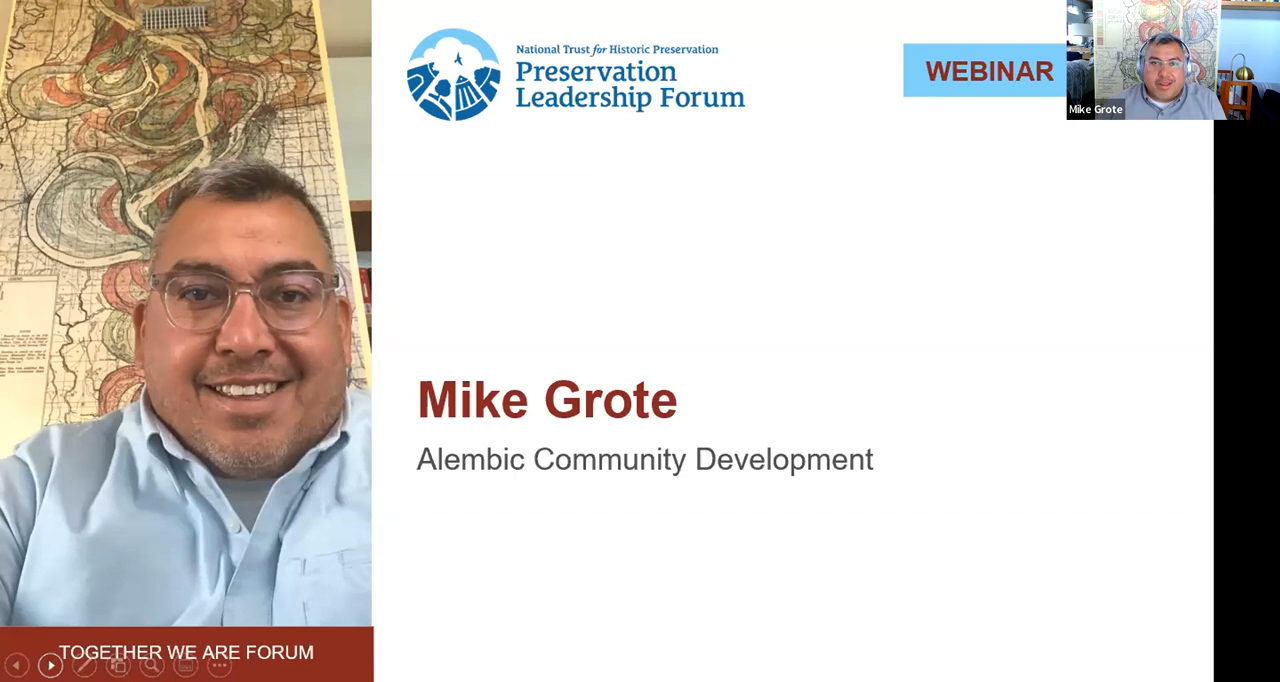 National Trust for Historic Preservation
Preservation
Leadership Forum
WEBINAR
Mike Grote
Mike Grote
Alembic Community Development
TOGETHER WE ARE FORUM